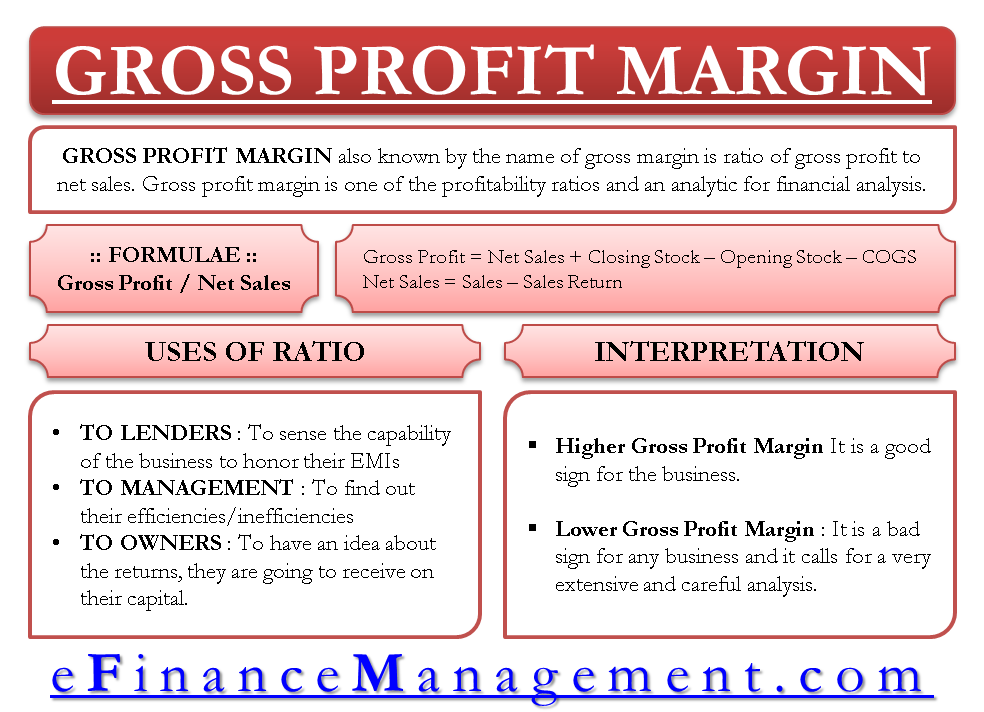 GROSS PROFIT MARGIN
GROSS PROFIT MARGIN also known by the name of gross margin is ratio of gross profit to
net sales. Gross profit margin is one of the profitability ratios and an analytic for financial analysis.
:: FORMULAE ::
Gross Profit / Net Sales
Gross Profit = Net Sales + Closing Stock – Opening Stock – COGS
Net Sales = Sales – Sales Return
USES OF RATIO
• TO LENDERS : To sense the capability
of the business to honor their EMIs
• TO MANAGEMENT : To find out
their efficiencies/inefficiencies
• TO OWNERS : To have an idea about
the returns, they are going to receive on
their capital.
INTERPRETATION
▪ Higher Gross Profit Margin It is a good
sign for the business.
▪ Lower Gross Profit Margin : It is a bad
sign for any business and it calls for a very
extensive and careful analysis.
eFinanceManagement.com